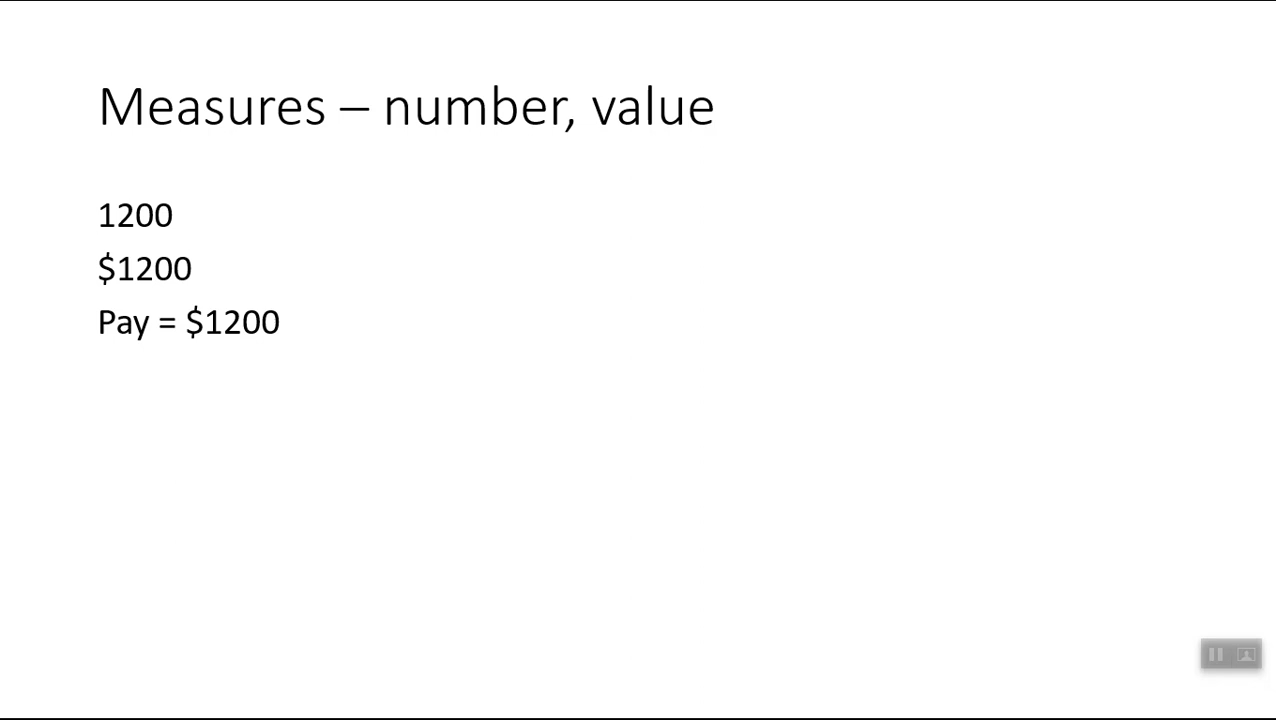 Measures – number, value
1200
$1200
Pay = $1200